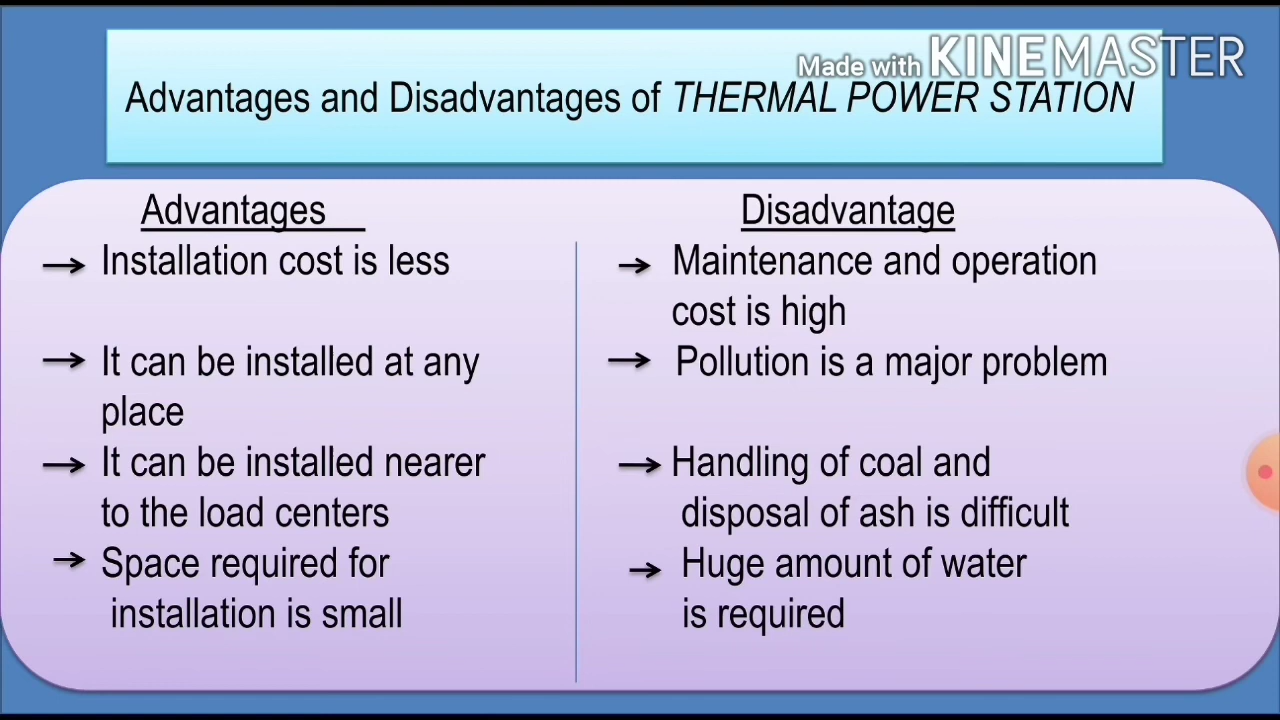 Made with KINEMASTER
Advantages and Disadvantages of THERMAL POWER STATION
Advantages
Installation cost is less
It can be installed at any
place
It can be installed nearer
to the load centers
Space required for
installation is small
Disadvantage
Maintenance and operation
cost is high
Pollution is a major problem
Handling of coal and
disposal of ash is difficult
Huge amount of water
is required